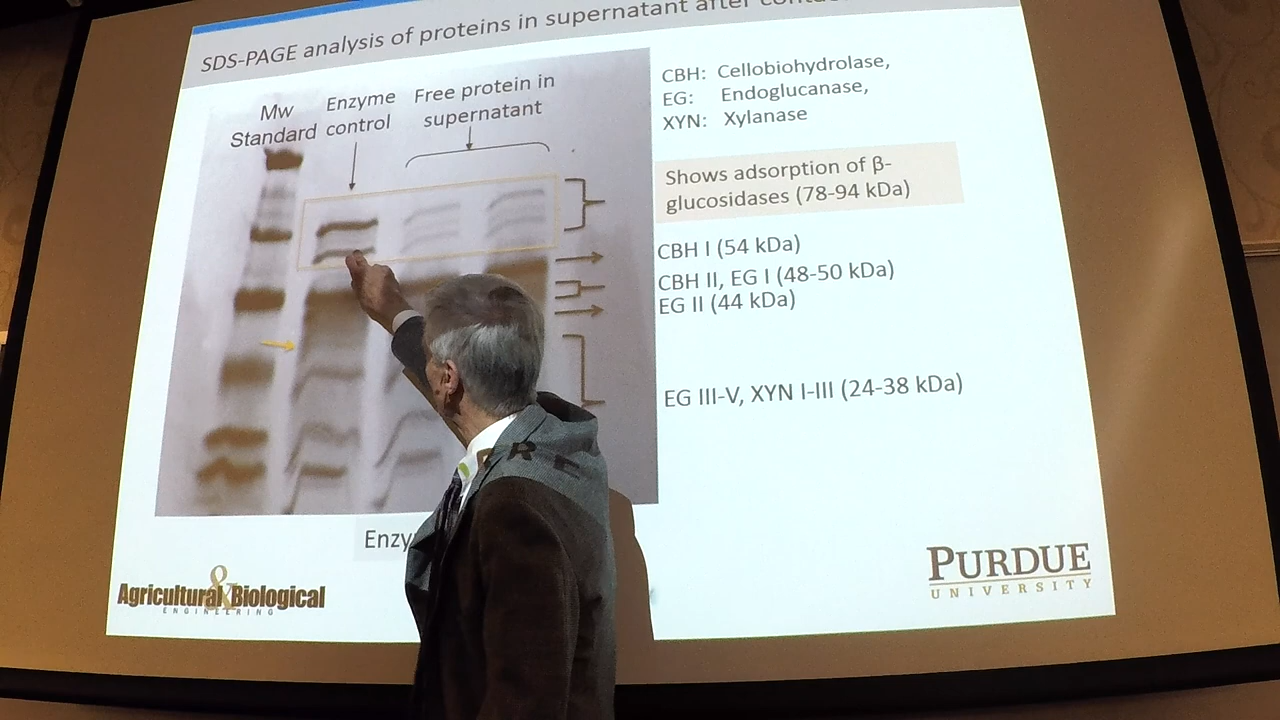 SDS-PAGE analysis of proteins in supernatant after
Mw
Standard
Enzyme
control
Free protein in
supernatant
CBH: Cellobiohydrolase,
EG: Endoglucanase,
XYN: Xylanase
Shows adsorption of β-
glucosidases (78-94 kDa)
CBH I (54 kDa)
CBH II, EG I (48-50 kDa)
EG II (44 kDa)
EG III-V, XYN I-III (24-38 kDa)
Agricultural & Biological
ENGINEERING
PURDUE
UNIVERSITY